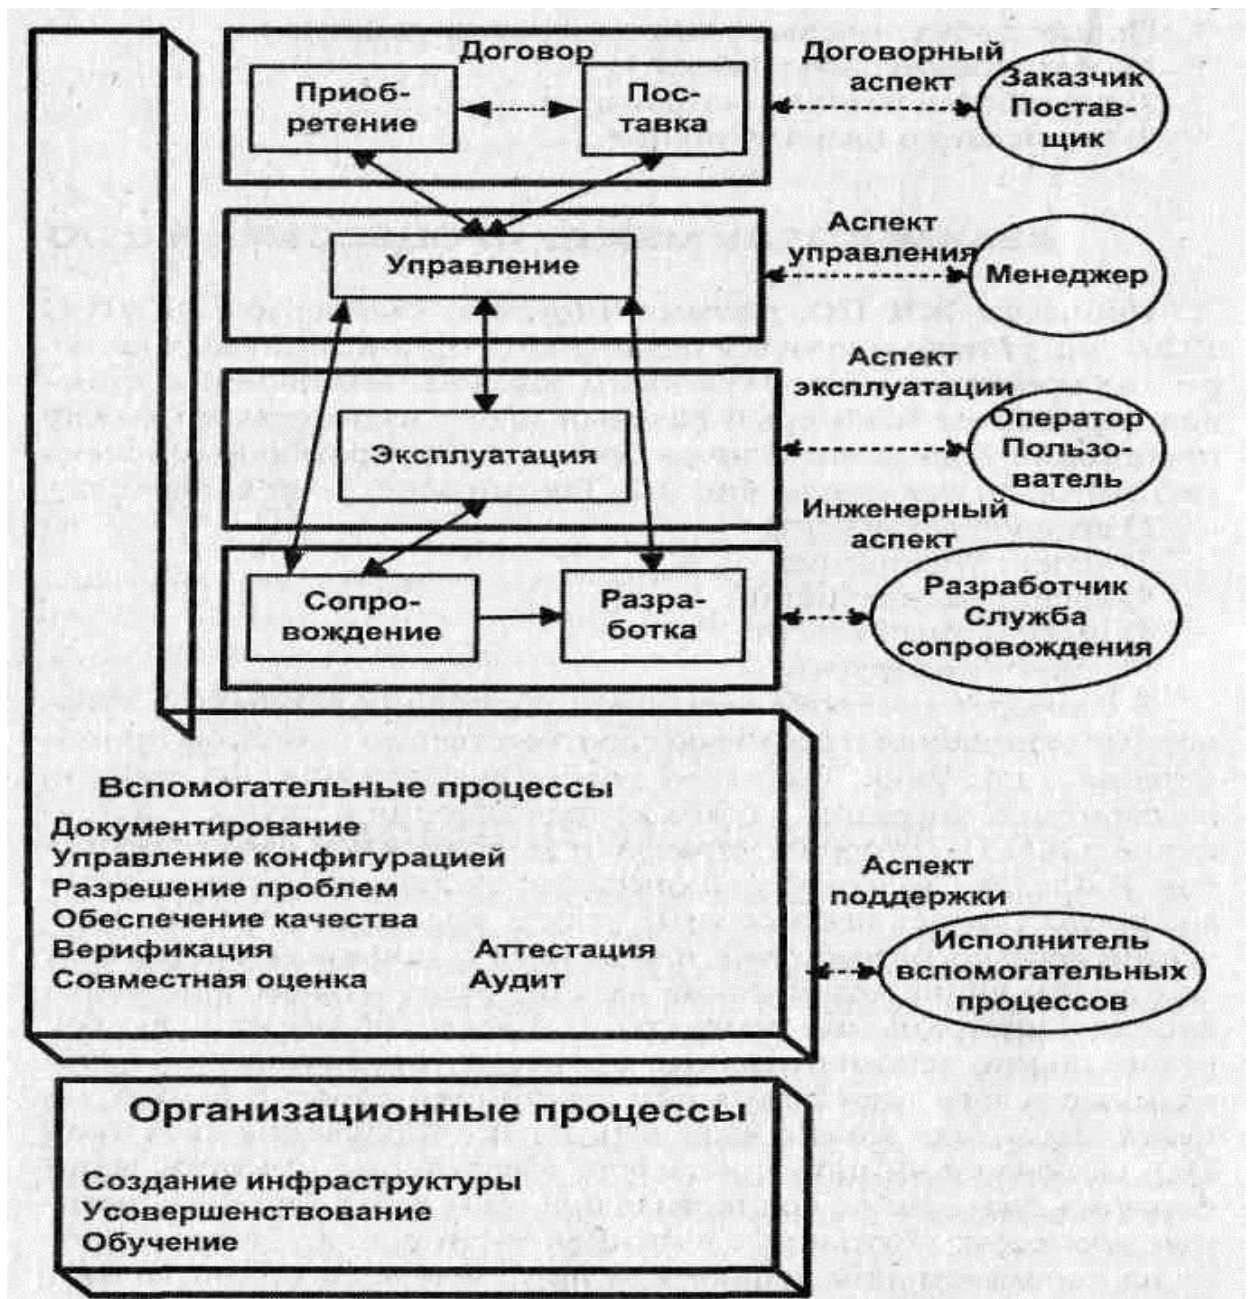 Договор
Приоб-
ретение
Пос-
тавка
Договорный
аспект
Заказчик
Постав-
щик
Управление
Аспект
управления
Менеджер
Эксплуатация
Аспект
эксплуатации
Оператор
Пользо-
ватель
Сопро-
вождение
Разра-
ботка
Инженерный
аспект
Разработчик
Служба
сопровождения
Вспомогательные процессы
Документирование
Управление конфигурацией
Разрешение проблем
Обеспечение качества
Верификация Аттестация
Совместная оценка Аудит
Аспект
поддержки
Исполнитель
вспомогательных
процессов
Организационные процессы
Создание инфраструктуры
Усовершенствование
Обучение